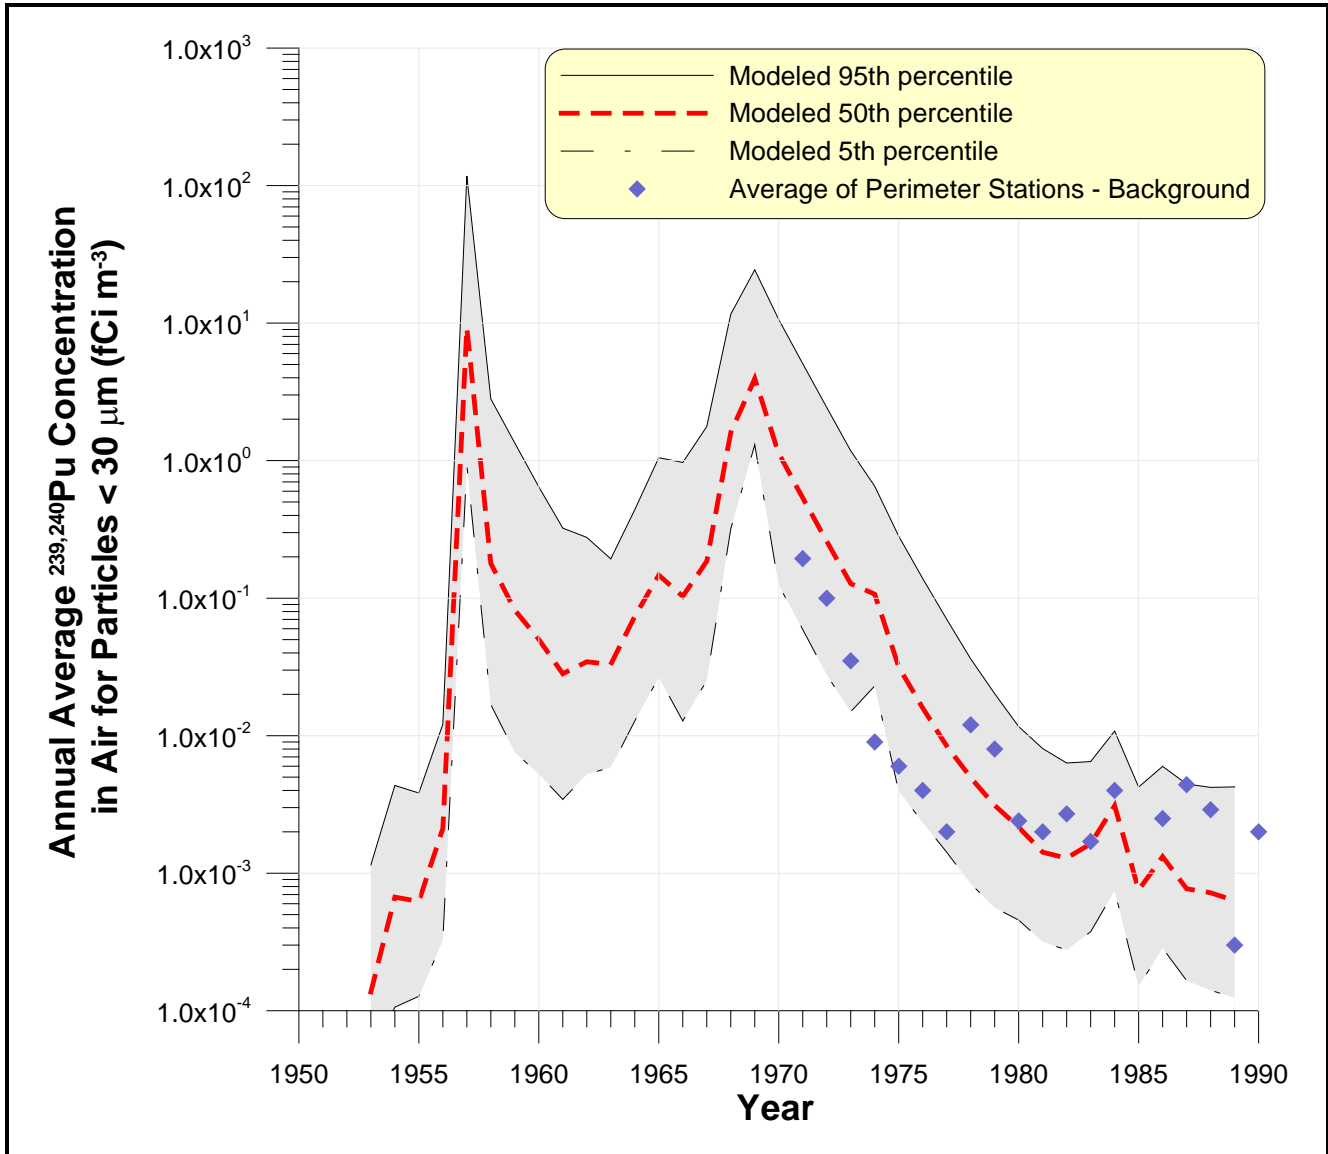 1.0x10³
1.0x10²
1.0x10¹
1.0x10⁰
1.0x10⁻¹
1.0x10⁻²
1.0x10⁻³
1.0x10⁻⁴
Annual Average ²³⁹,²⁴⁰Pu Concentration
in Air for Particles < 30 μm (fCi m⁻³)
Modeled 95th percentile
Modeled 50th percentile
Modeled 5th percentile
Average of Perimeter Stations - Background
1950 1955 1960 1965 1970 1975 1980 1985 1990
Year